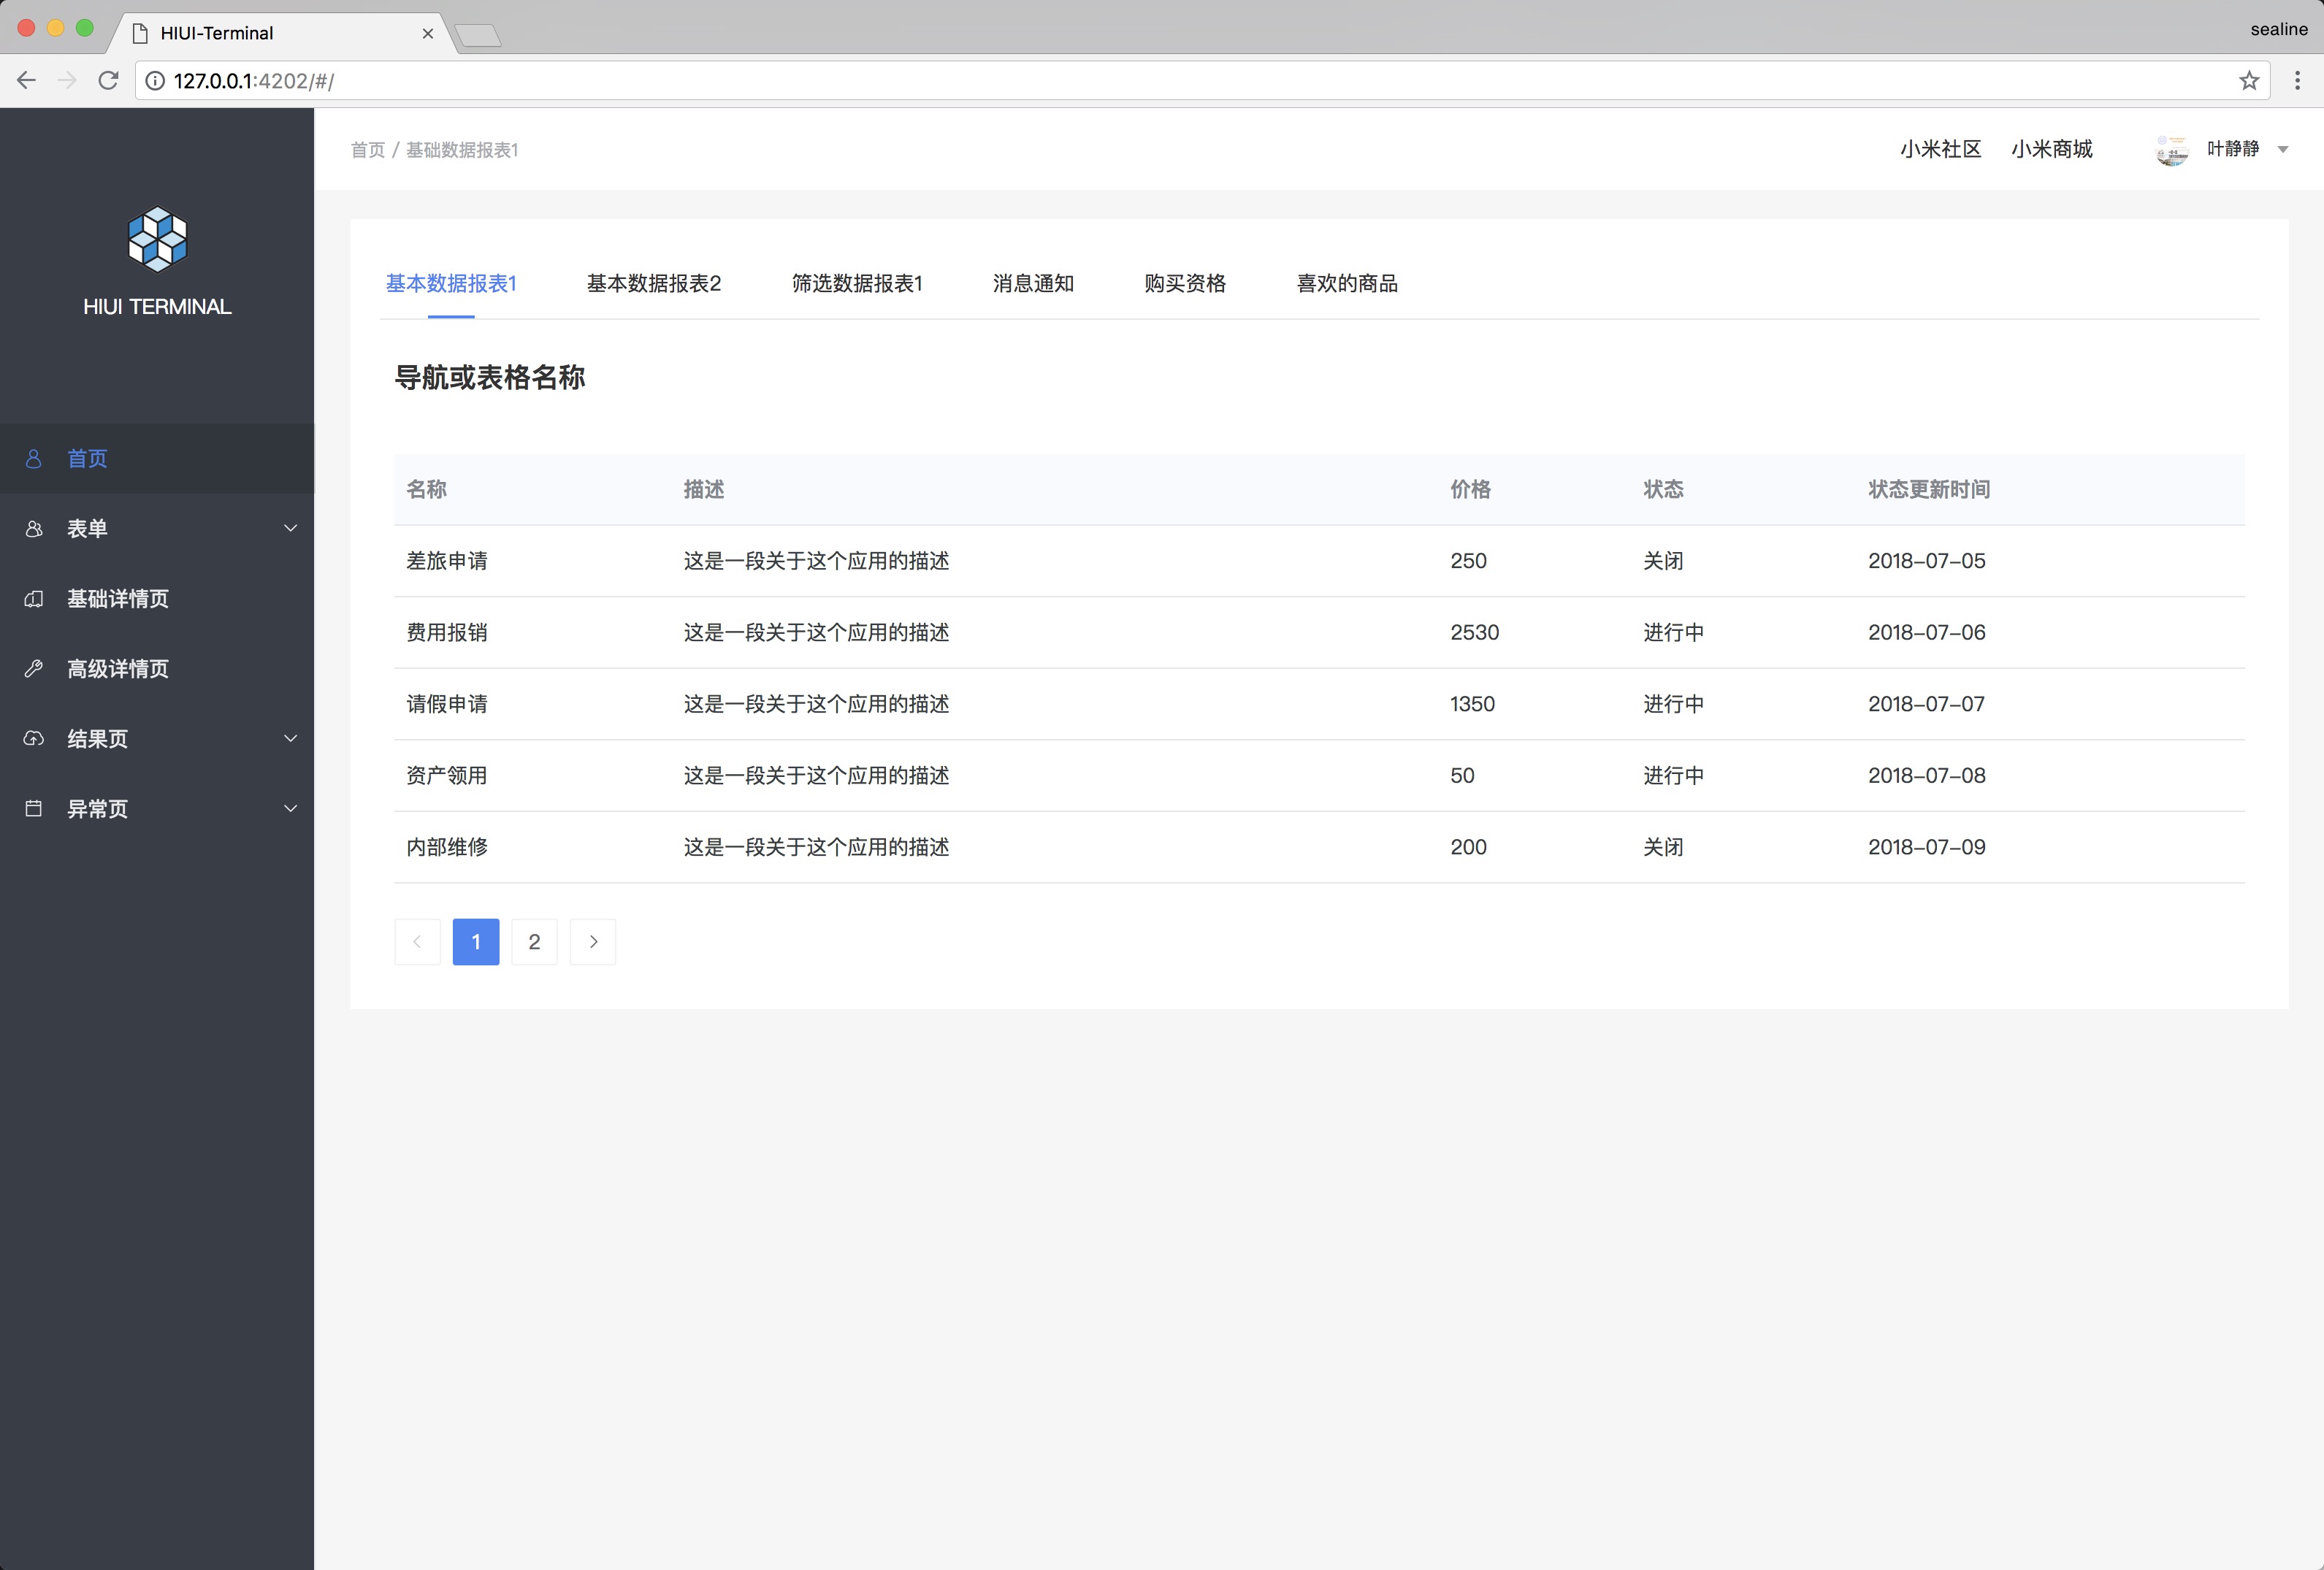 HIUI-Terminal
sealine
127.0.0.1:4202/#/
首页 / 基础数据报表1
小米社区 小米商城 叶静静
HIUI TERMINAL
首页
表单
基础详情页
高级详情页
结果页
异常页
基本数据报表1 基本数据报表2 筛选数据报表1 消息通知 购买资格 喜欢的商品
导航或表格名称
名称 描述 价格 状态 状态更新时间
差旅申请 这是一段关于这个应用的描述 250 关闭 2018-07-05
费用报销 这是一段关于这个应用的描述 2530 进行中 2018-07-06
请假申请 这是一段关于这个应用的描述 1350 进行中 2018-07-07
资产领用 这是一段关于这个应用的描述 50 进行中 2018-07-08
内部维修 这是一段关于这个应用的描述 200 关闭 2018-07-09
1 2